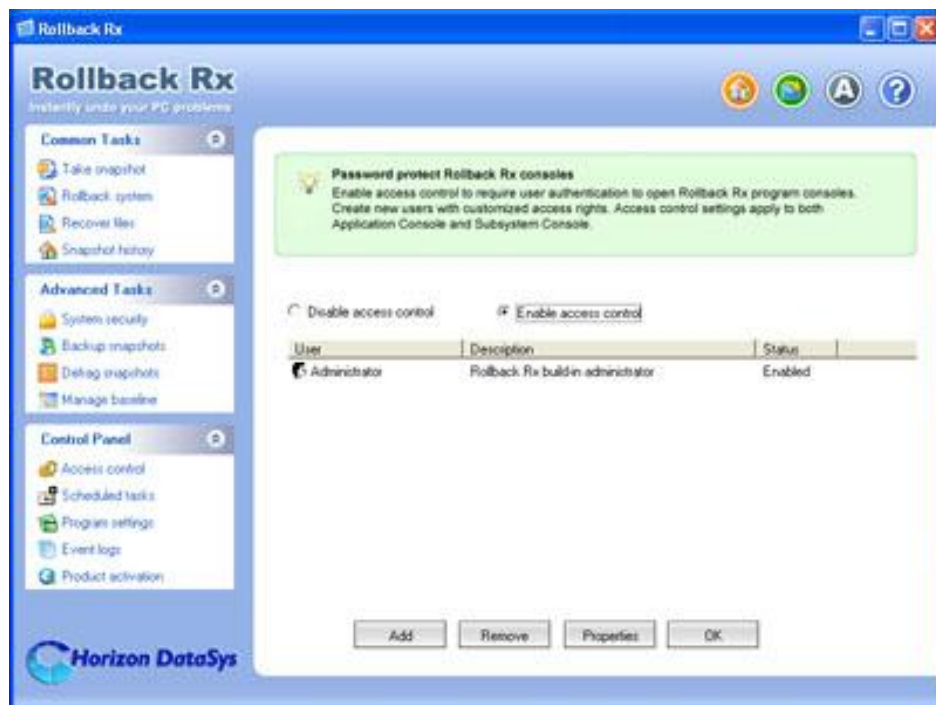 Rollback Rx
Rollback Rx
Instantly undo your PC problems
A
?
Common Tasks
Take snapshot
Rollback system
Recover files
Snapshot history
Advanced Tasks
System security
Backup snapshots
Defrag snapshots
Manage baseline
Control Panel
Access control
Scheduled tasks
Program settings
Event logs
Product activation
Horizon DataSys
Password protect Rollback Rx consoles
Enable access control to require user authentication to open Rollback Rx program consoles.
Create new users with customized access rights. Access control settings apply to both
Application Console and Subsystem Console.
Disable access control Enable access control
User Description Status
Administrator Rollback Rx build-in administrator Enabled
Add Remove Properties OK